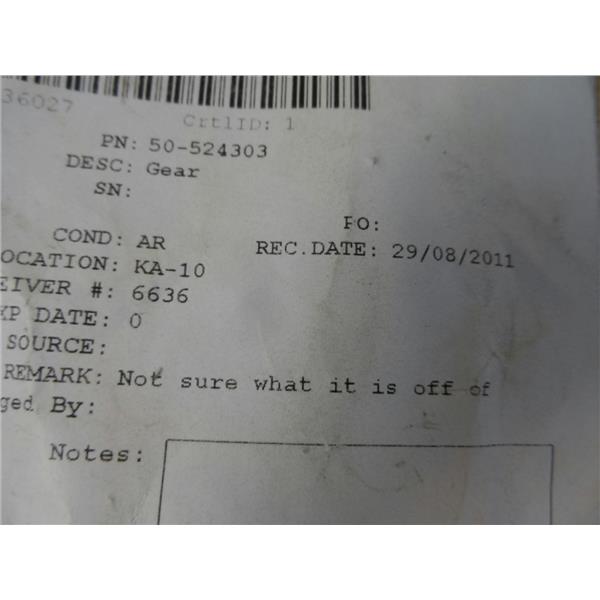 36027
CrtlID: 1
PN: 50-524303
DESC: Gear
SN:
PO:
COND: AR
REC.DATE: 29/08/2011
OCATION: KA-10
EIVER #: 6636
XP DATE: 0
SOURCE:
REMARK: Not sure what it is off of
ged By:
Notes: